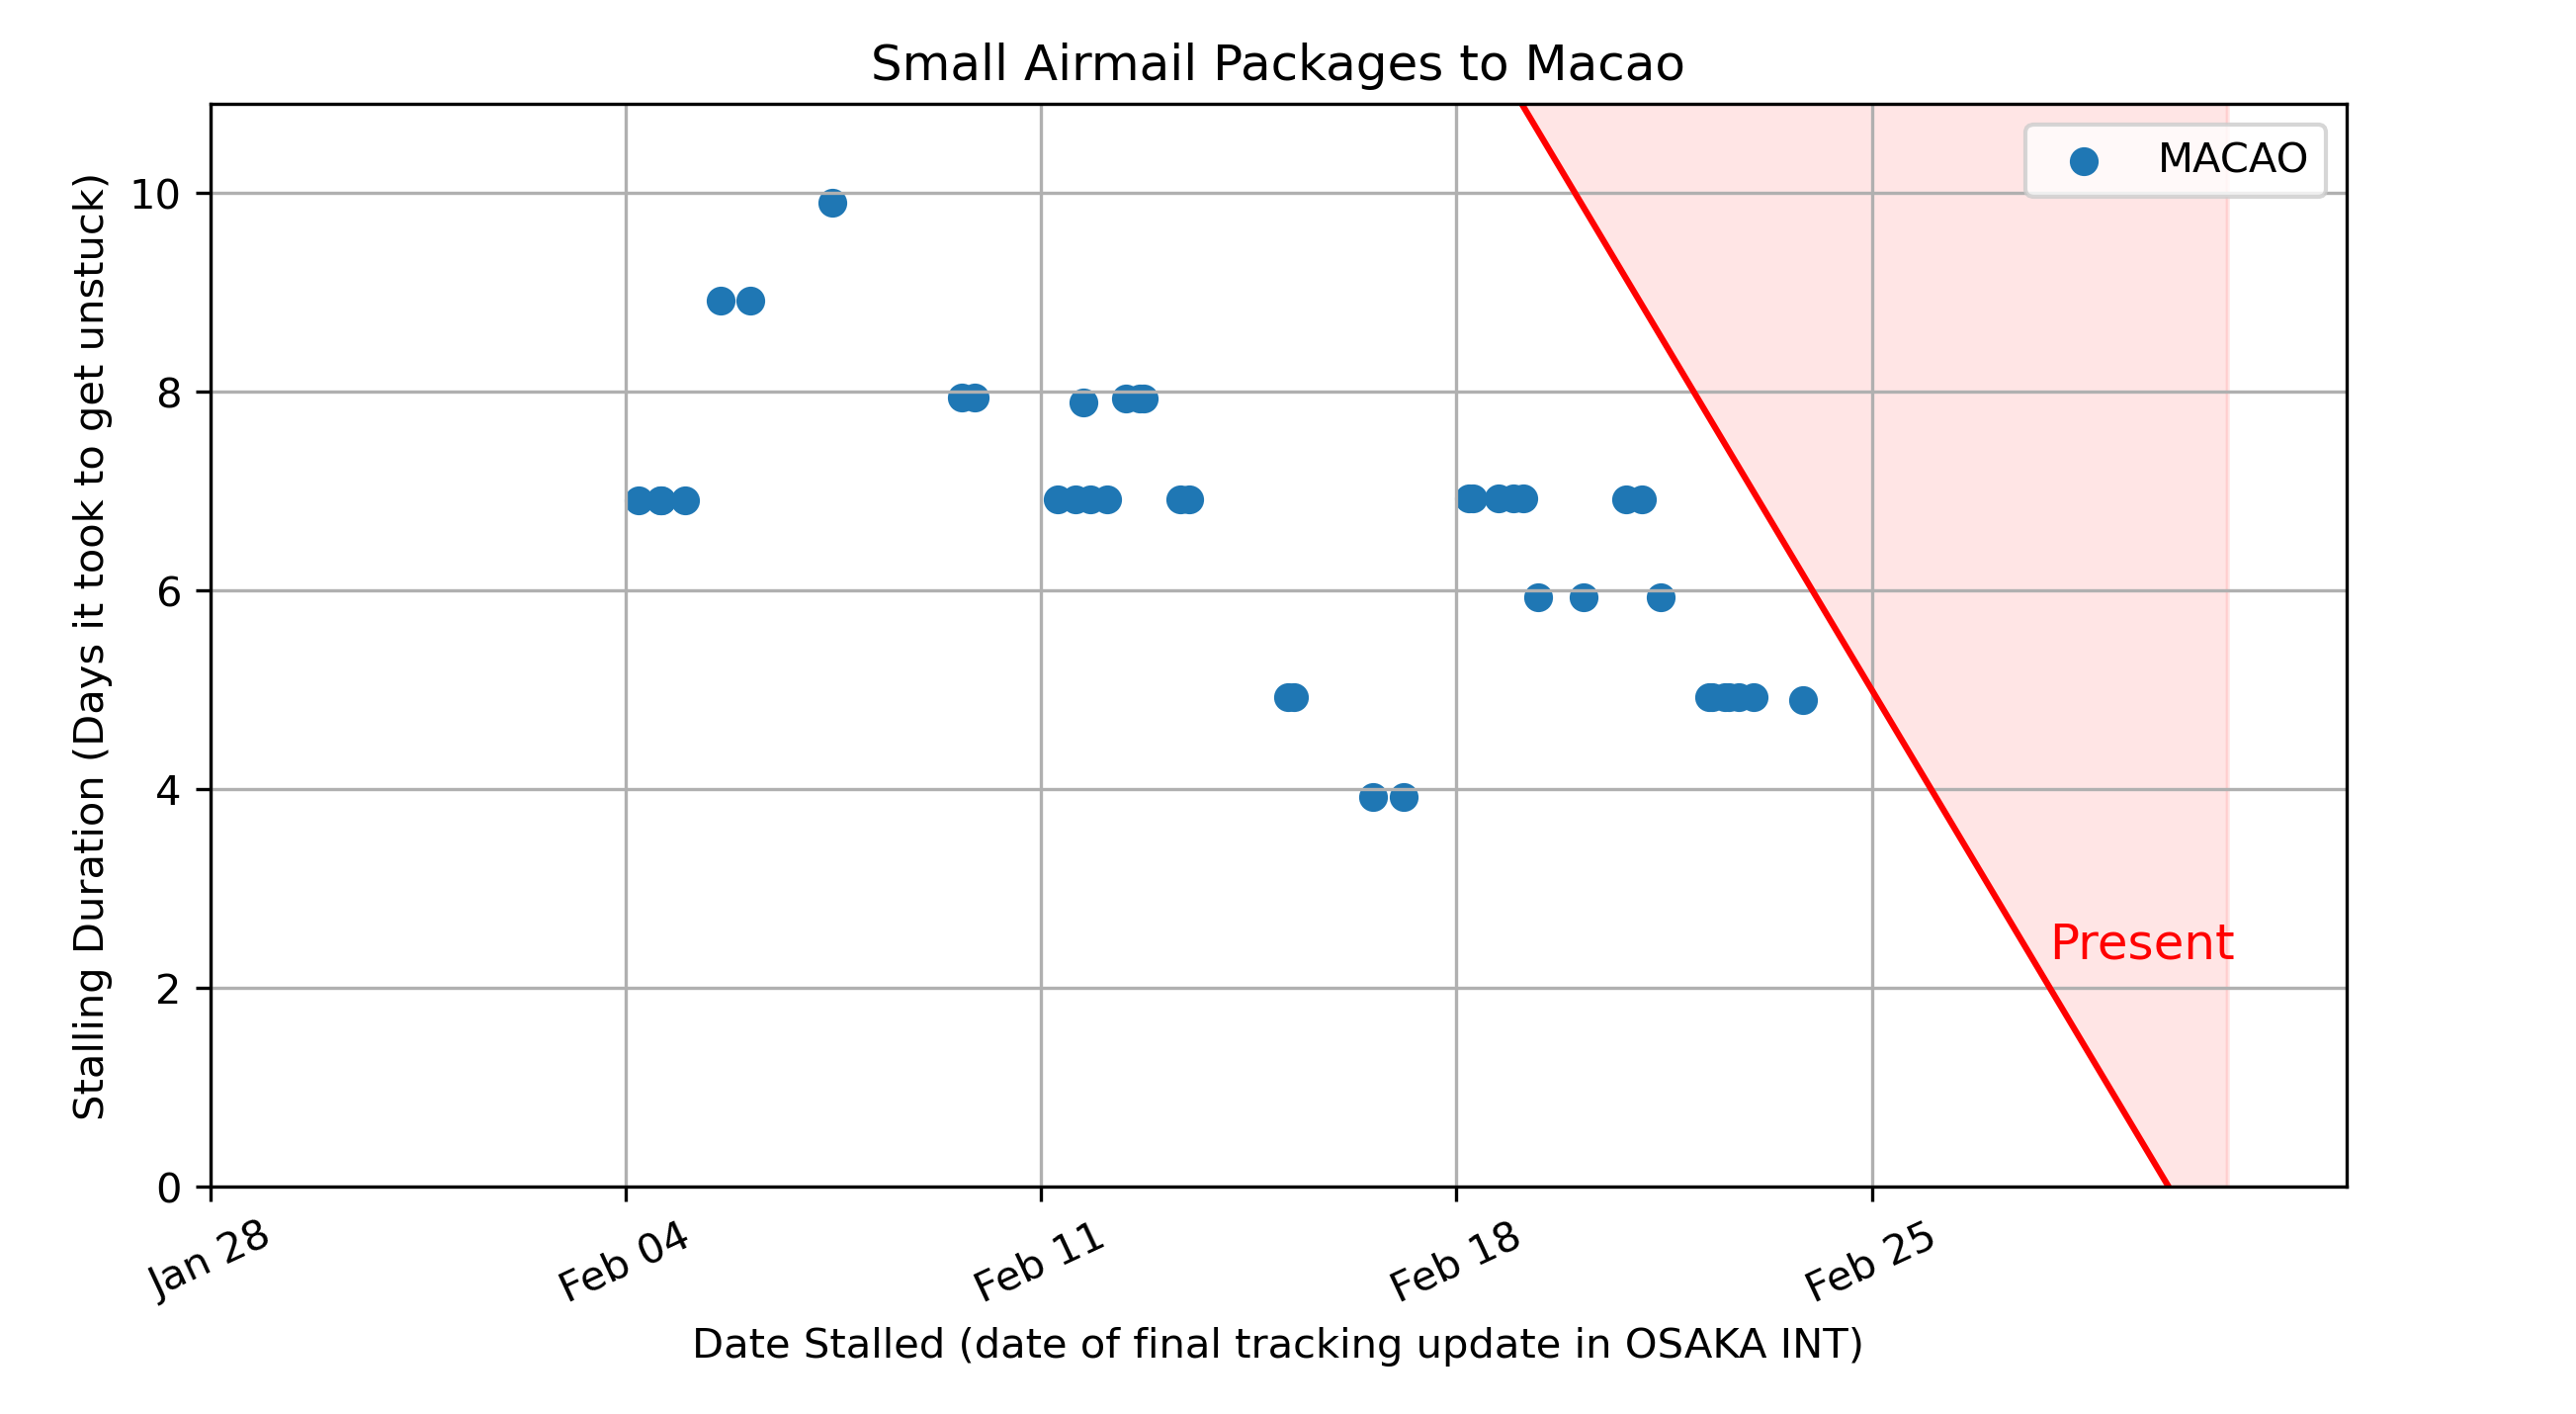 Small Airmail Packages to Macao
MACAO
Stalling Duration (Days it took to get unstuck)
10
8
6
4
2
0
Present
Jan 28
Feb 04
Feb 11
Feb 18
Feb 25
Date Stalled (date of final tracking update in OSAKA INT)